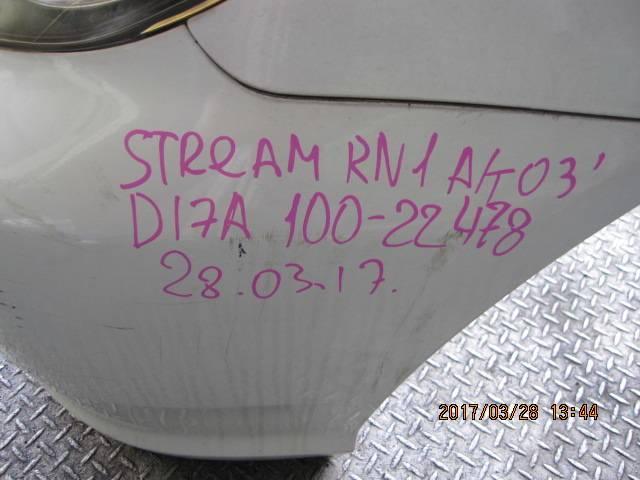 STREAM RN1 A/T 03'
D17A 100-22478
28.03.17.
2017/03/28 13:44